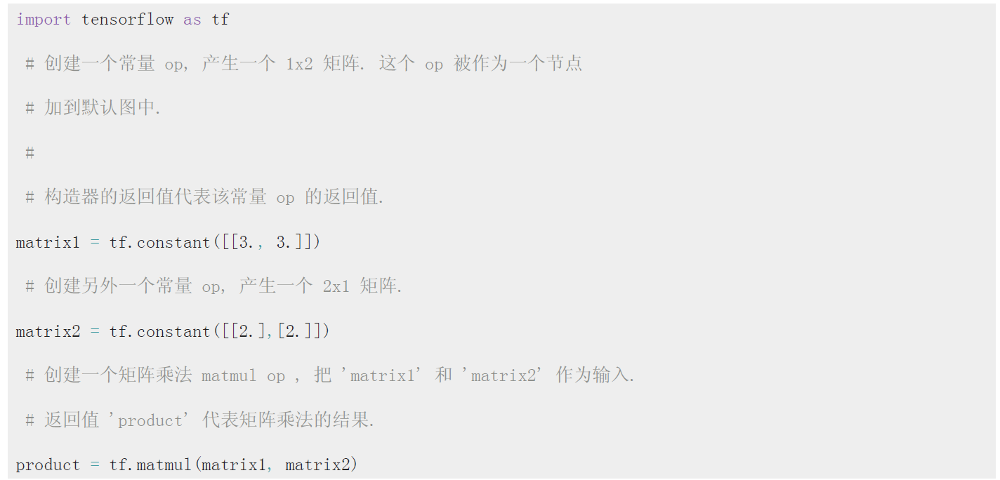 import tensorflow as tf
# 创建一个常量 op, 产生一个 1x2 矩阵. 这个 op 被作为一个节点
# 加到默认图中.
#
# 构造器的返回值代表该常量 op 的返回值.
matrix1 = tf.constant([[3., 3.]])
# 创建另外一个常量 op, 产生一个 2x1 矩阵.
matrix2 = tf.constant([[2.],[2.]])
# 创建一个矩阵乘法 matmul op , 把 'matrix1' 和 'matrix2' 作为输入.
# 返回值 'product' 代表矩阵乘法的结果.
product = tf.matmul(matrix1, matrix2)